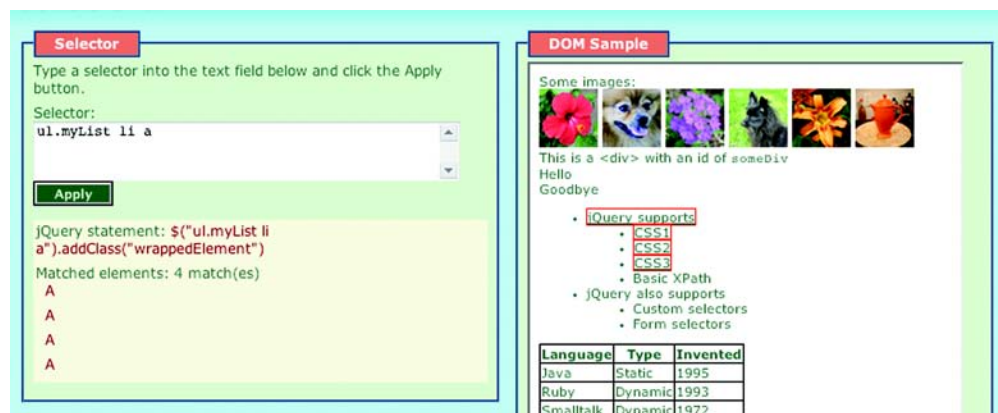 Selector
Type a selector into the text field below and click the Apply
button.
Selector:
ul.myList li a
Apply
jQuery statement: $("ul.myList li
a").addClass("wrappedElement")
Matched elements: 4 match(es)
A
A
A
A
DOM Sample
Some images:
This is a <div> with an id of someDiv
Hello
Goodbye
• jQuery supports
• CSS1
• CSS2
• CSS3
• Basic XPath
• jQuery also supports
• Custom selectors
• Form selectors
Language Type Invented
Java Static 1995
Ruby Dynamic 1993
Smalltalk Dynamic 1972